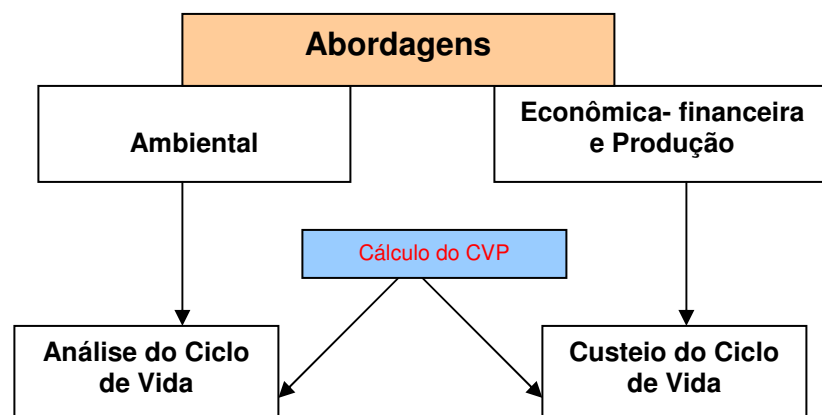 Abordagens
Ambiental
Econômica- financeira
e Produção
Cálculo do CVP
Análise do Ciclo
de Vida
Custeio do Ciclo
de Vida